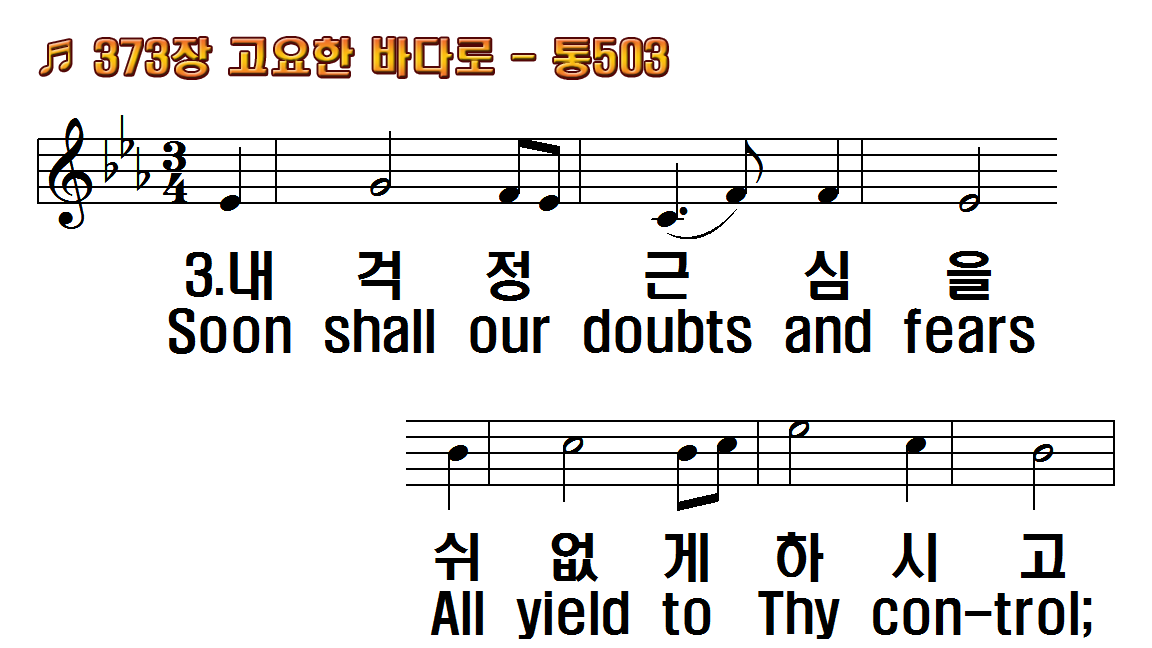 ♬ 373장 고요한 바다로 - 통503
3
4
3.내 걱 정 근 심 을
Soon shall our doubts and fears
쉬 없 게 하 시 고
All yield to Thy con-trol;